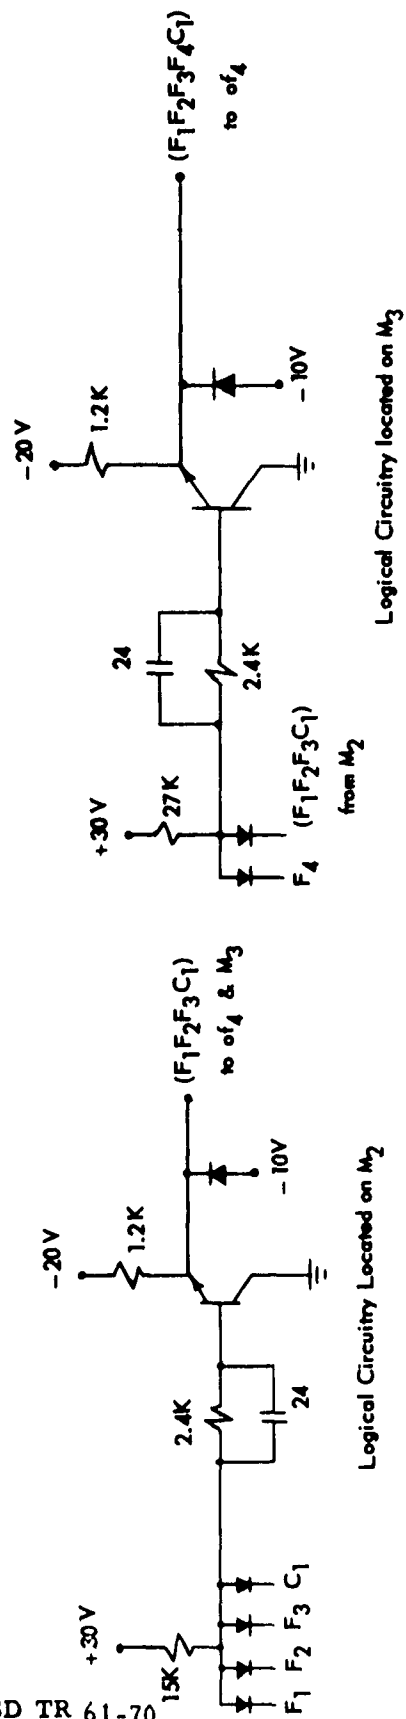 +30V
15K
F1 F2 F3 C1
2.4K
24
-20V
1.2K
-10V
(F1F2F3C1)
to of4 & M3
Logical Circuitry Located on M2
+30V
27K
F4
(F1F2F3C1)
from M2
24
2.4K
-20V
1.2K
-10V
(F1F2F3F4C1)
to of4
Logical Circuitry located on M3
SD TR 61-70